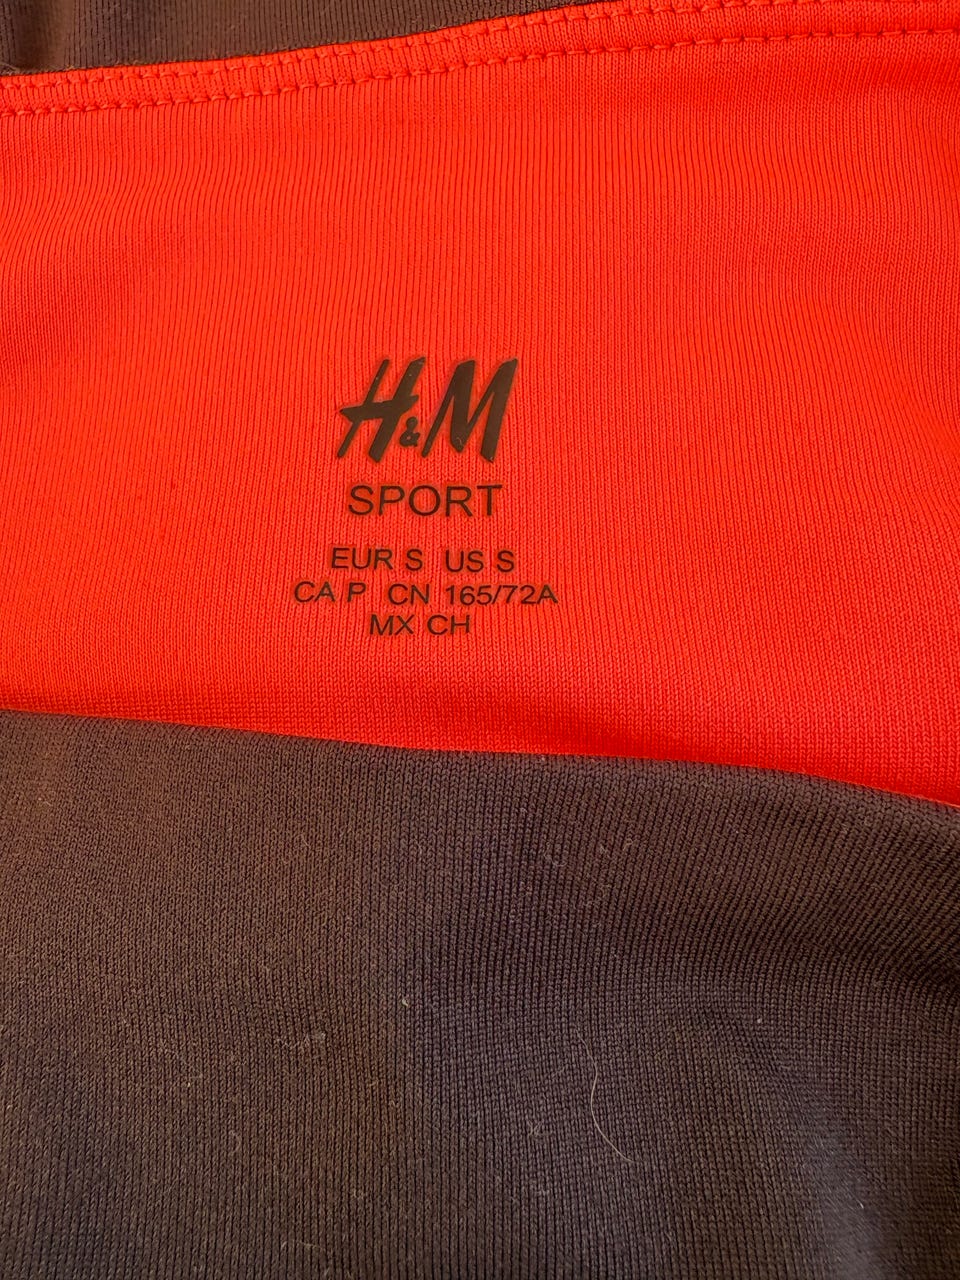 H&M
SPORT
EUR S US S
CA P CN 165/72A
MX CH